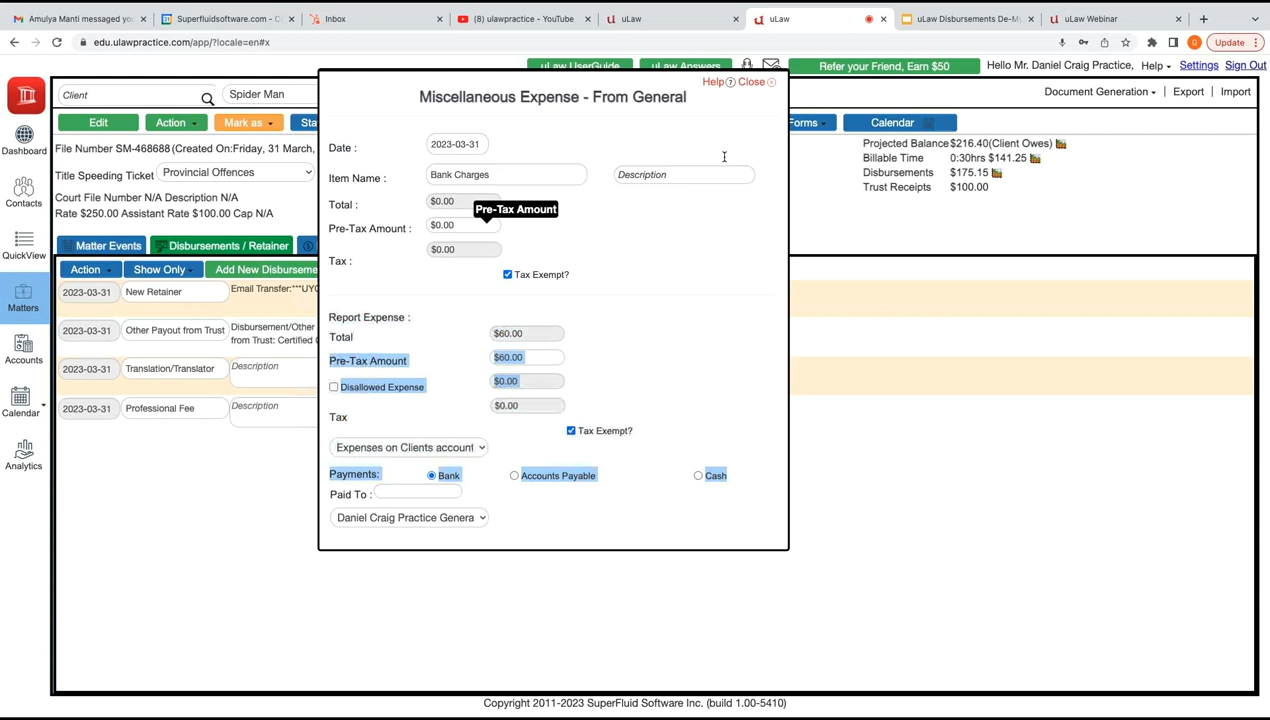 Amulya Manti messaged yo
Superfluidsoftware.com - C
Inbox
(8) ulawpractice - YouTube
uLaw
uLaw
uLaw Disbursements De-My
uLaw Webinar
edu.ulawpractice.com/app/?locale=en#x
G
Update
uLaw UserGuide
uLaw Answers
Refer your Friend, Earn $50
Hello Mr. Daniel Craig Practice,
Help
Settings
Sign Out
Client
Spider Man
Document Generation
Export
Import
Edit
Action
Mark as
Sta
Forms
Calendar
File Number SM-468688(Created On:Friday, 31 March,
Title Speeding Ticket
Provincial Offences
Court File Number N/A Description N/A
Rate $250.00 Assistant Rate $100.00 Cap N/A
Projected Balance$216.40(Client Owes)
Billable Time 0:30hrs $141.25
Disbursements $175.15
Trust Receipts $100.00
Matter Events
Disbursements / Retainer
Action
Show Only
Add New Disburseme
2023-03-31
New Retainer
Email Transfer:***UYC
2023-03-31
Other Payout from Trust
Disbursement/Other
from Trust: Certified C
2023-03-31
Translation/Translator
Description
2023-03-31
Professional Fee
Description
Dashboard
Contacts
QuickView
Matters
Accounts
Calendar
Analytics
Help
Close
Miscellaneous Expense - From General
Date :
2023-03-31
Item Name :
Bank Charges
Description
Total :
$0.00
Pre-Tax Amount
Pre-Tax Amount :
$0.00
$0.00
Tax :
Tax Exempt?
Report Expense :
Total
$60.00
Pre-Tax Amount
$60.00
Disallowed Expense
$0.00
$0.00
Tax
Tax Exempt?
Expenses on Clients account
Payments:
Bank
Accounts Payable
Cash
Paid To :
Daniel Craig Practice Genera
Copyright 2011-2023 SuperFluid Software Inc. (build 1.00-5410)